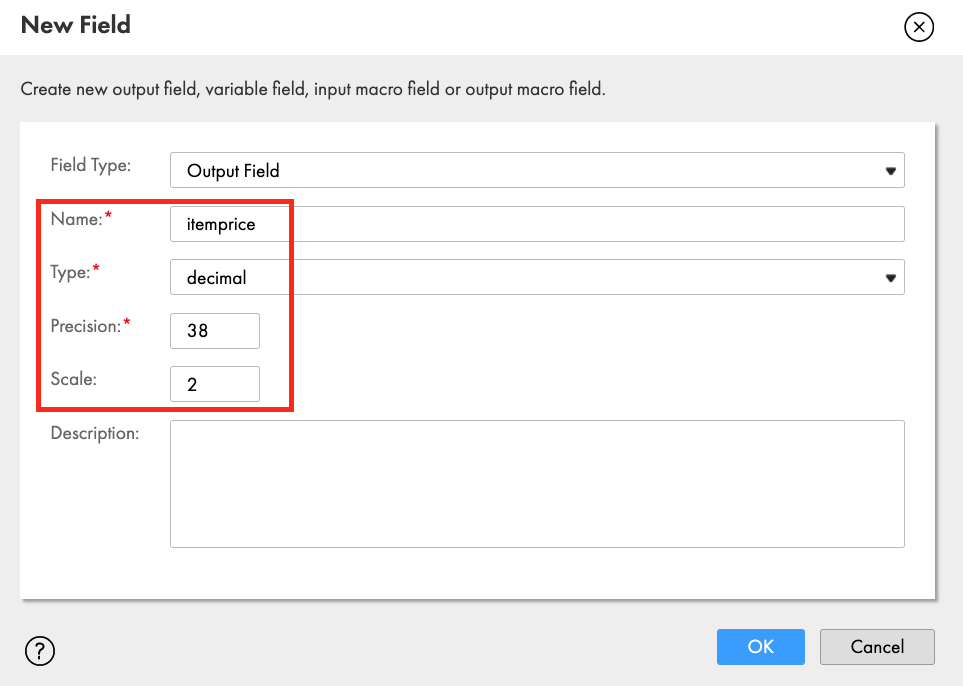 New Field
Create new output field, variable field, input macro field or output macro field.
Field Type: Output Field
Name:* itemprice
Type:* decimal
Precision:* 38
Scale: 2
Description:
? OK Cancel